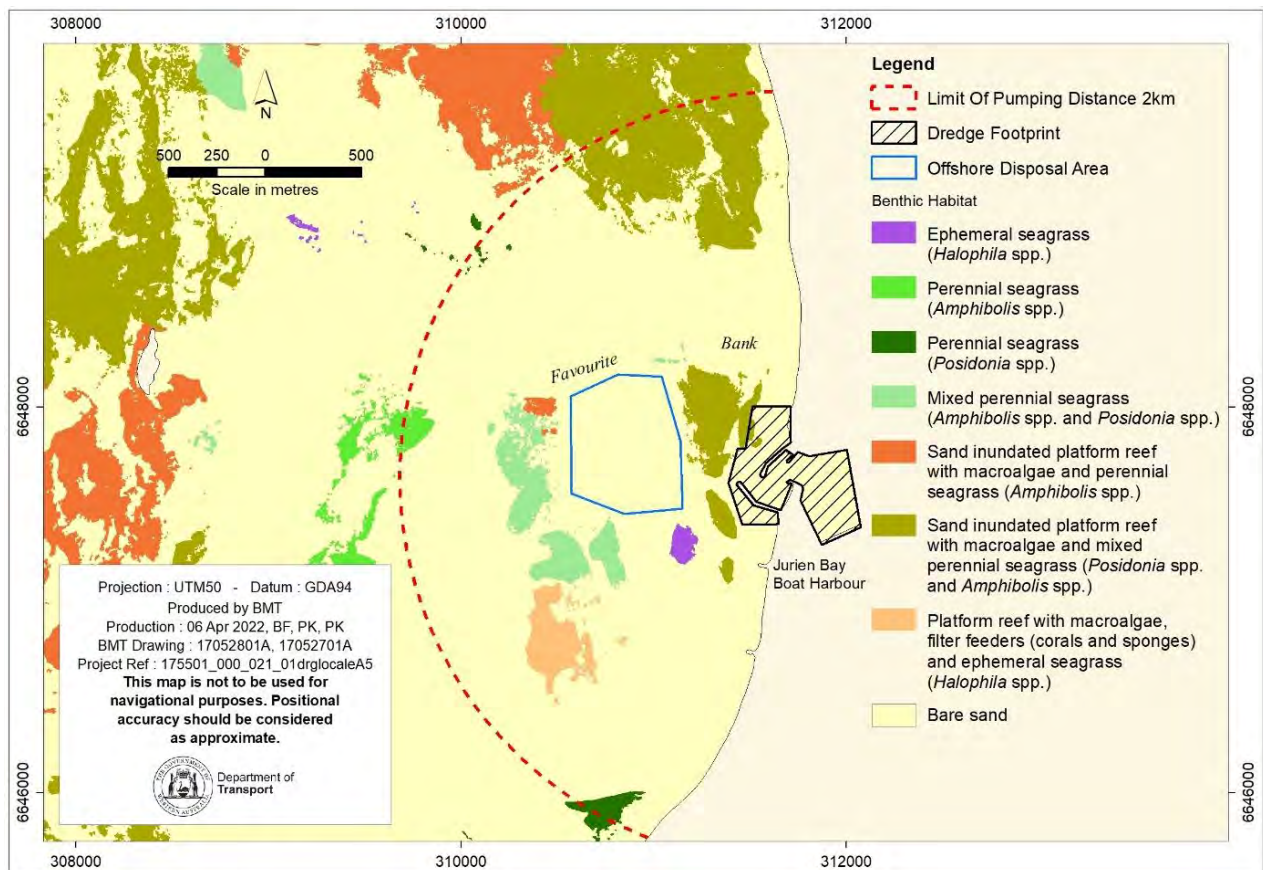 308000
310000
312000
N
500 250 0 500
Scale in metres
6648000
6646000
Favourite
Bank
Jurien Bay
Boat Harbour
Legend
Limit Of Pumping Distance 2km
Dredge Footprint
Offshore Disposal Area
Benthic Habitat
Ephemeral seagrass
(Halophila spp.)
Perennial seagrass
(Amphibolis spp.)
Perennial seagrass
(Posidonia spp.)
Mixed perennial seagrass
(Amphibolis spp. and Posidonia spp.)
Sand inundated platform reef
with macroalgae and perennial
seagrass (Amphibolis spp.)
Sand inundated platform reef
with macroalgae and mixed
perennial seagrass (Posidonia spp.
and Amphibolis spp.)
Platform reef with macroalgae,
filter feeders (corals and sponges)
and ephemeral seagrass
(Halophila spp.)
Bare sand
6648000
6646000
Projection : UTM50 - Datum : GDA94
Produced by BMT
Production : 06 Apr 2022, BF, PK, PK
BMT Drawing : 17052801A, 17052701A
Project Ref : 175501_000_021_01drglocaleA5
This map is not to be used for
navigational purposes. Positional
accuracy should be considered
as approximate.
THE GOVERNMENT OF
WESTERN AUSTRALIA
Department of
Transport
308000
310000
312000